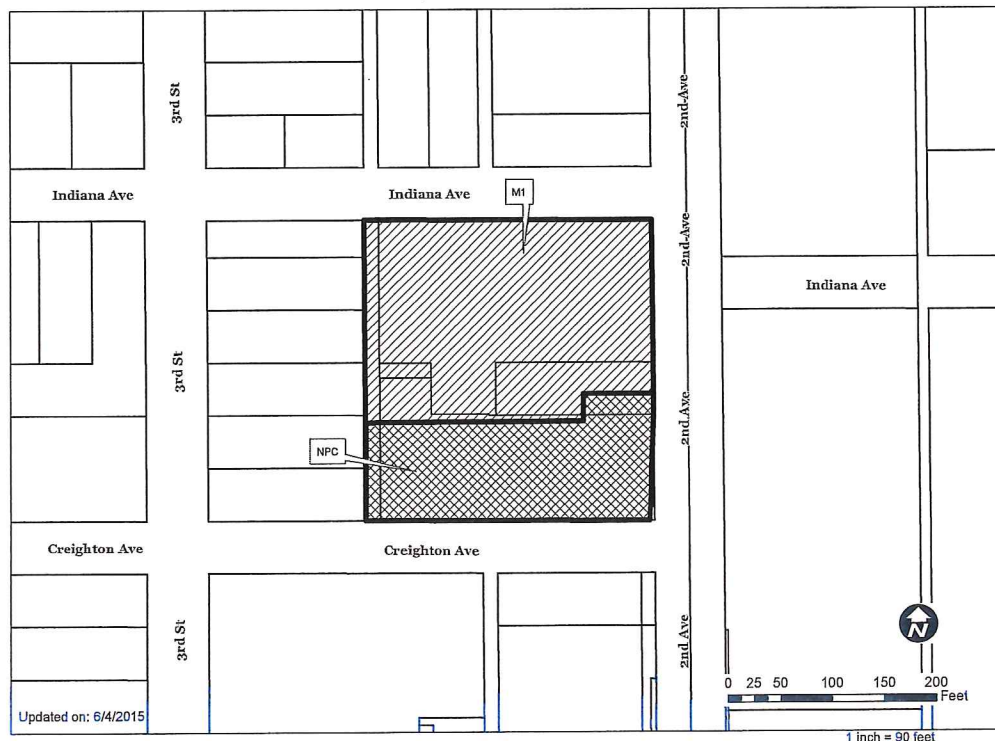 3rd St
2nd-Ave
Indiana Ave
Indiana Ave
M1
2nd-Ave
Indiana Ave
3rd St
2nd Ave
NPC
Creighton Ave
Creighton Ave
3rd St
2nd Ave
N
0 25 50 100 150 200
Feet
Updated on: 6/4/2015
1 inch = 90 feet